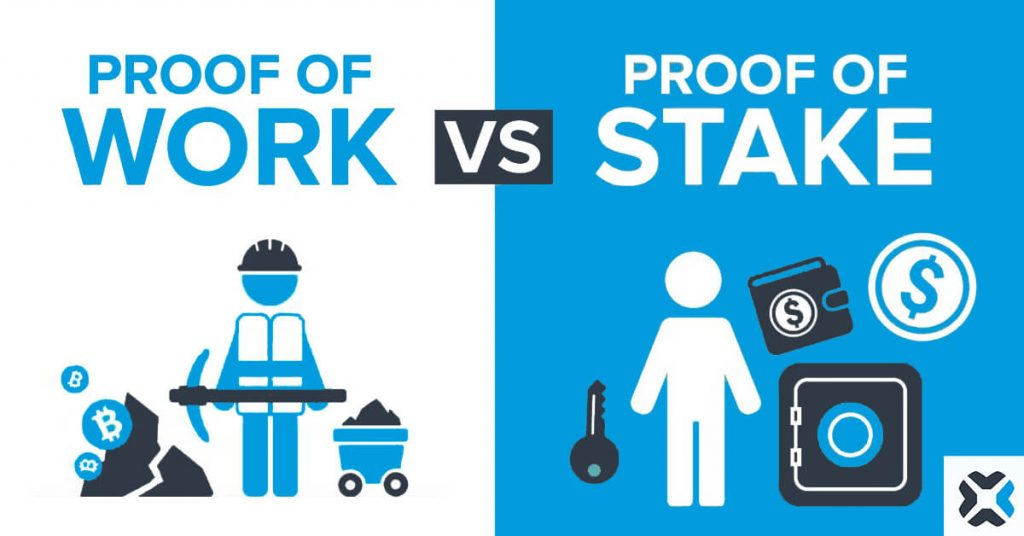 PROOF OF
WORK
VS
PROOF OF
STAKE
$
$